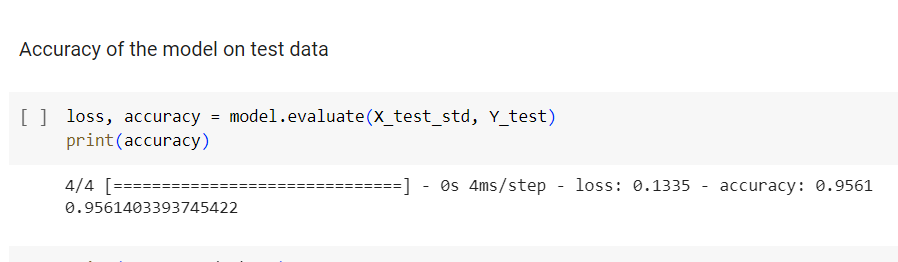 Accuracy of the model on test data
[ ] loss, accuracy = model.evaluate(X_test_std, Y_test)
print(accuracy)
4/4 [==============================] - 0s 4ms/step - loss: 0.1335 - accuracy: 0.9561
0.9561403393745422